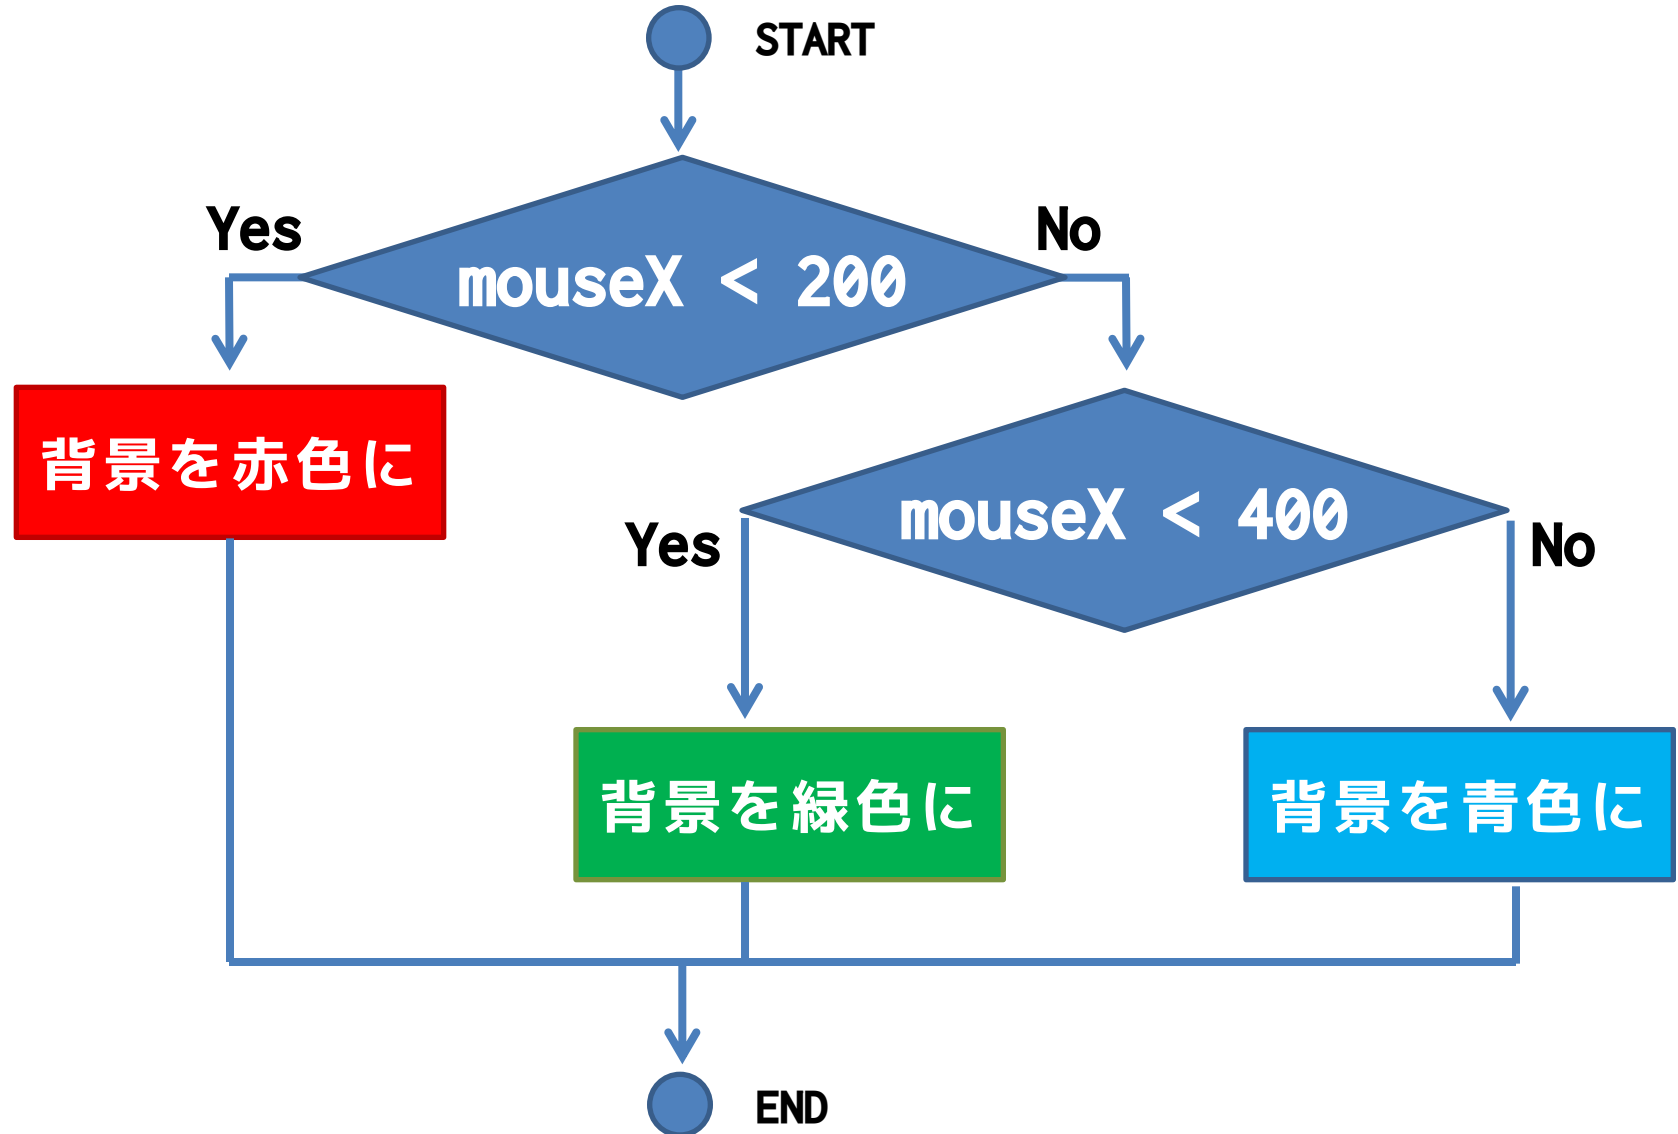 START
Yes
No
mouseX < 200
背景を赤色に
mouseX < 400
Yes
No
背景を緑色に
背景を青色に
END